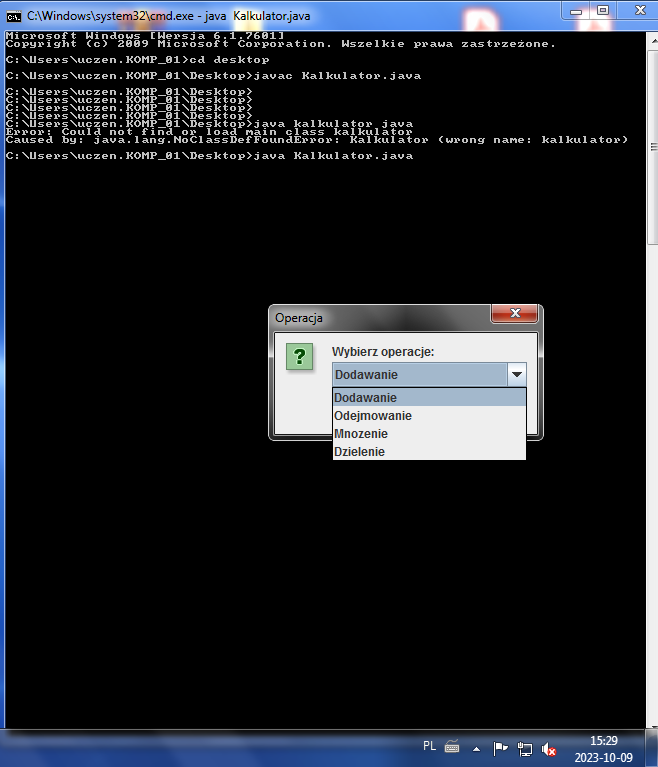 C:\Windows\system32\cmd.exe - java  Kalkulator.java
Microsoft Windows [Wersja 6.1.7601]
Copyright (c) 2009 Microsoft Corporation. Wszelkie prawa zastrzeżone.
C:\Users\uczen.KOMP_01>cd desktop
C:\Users\uczen.KOMP_01\Desktop>javac Kalkulator.java
C:\Users\uczen.KOMP_01\Desktop>
C:\Users\uczen.KOMP_01\Desktop>
C:\Users\uczen.KOMP_01\Desktop>
C:\Users\uczen.KOMP_01\Desktop>
C:\Users\uczen.KOMP_01\Desktop>java kalkulator java
Error: Could not find or load main class kalkulator
Caused by: java.lang.NoClassDefFoundError: Kalkulator (wrong name: kalkulator)
C:\Users\uczen.KOMP_01\Desktop>java Kalkulator.java
Operacja
Wybierz operacje:
Dodawanie
Dodawanie
Odejmowanie
Mnozenie
Dzielenie
PL
15:29
2023-10-09